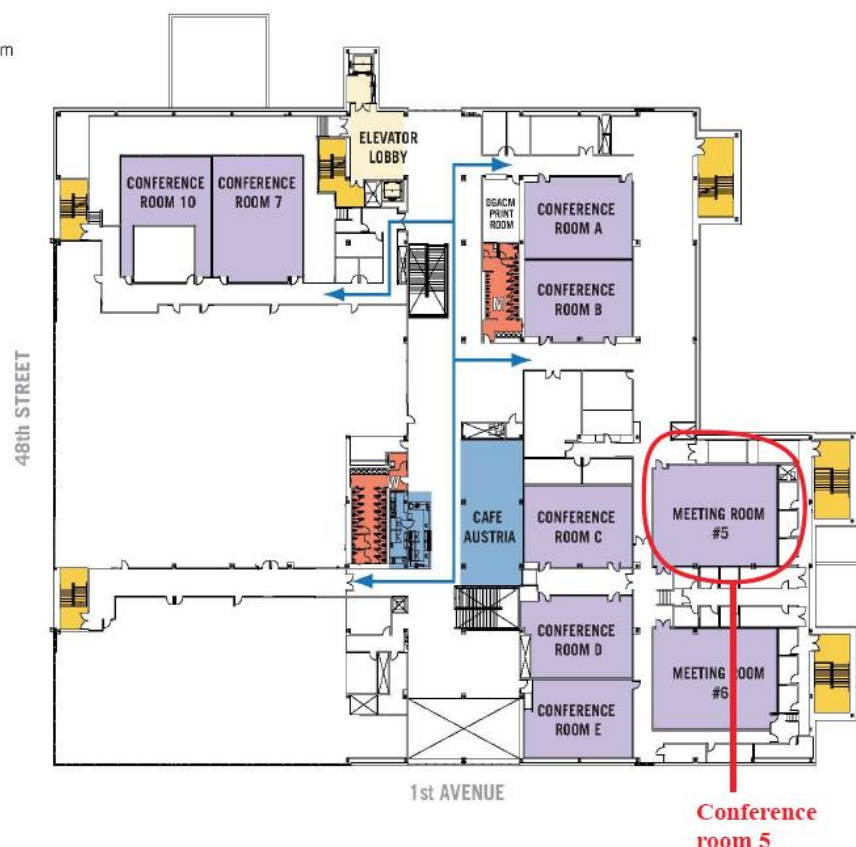 m
ELEVATOR
LOBBY
CONFERENCE
ROOM 10
CONFERENCE
ROOM 7
DGACM
PRINT
ROOM
CONFERENCE
ROOM A
M
CONFERENCE
ROOM B
48th STREET
W
CAFE
AUSTRIA
CONFERENCE
ROOM C
MEETING ROOM
#5
CONFERENCE
ROOM D
MEETING ROOM
#6
CONFERENCE
ROOM E
1st AVENUE
Conference
room 5